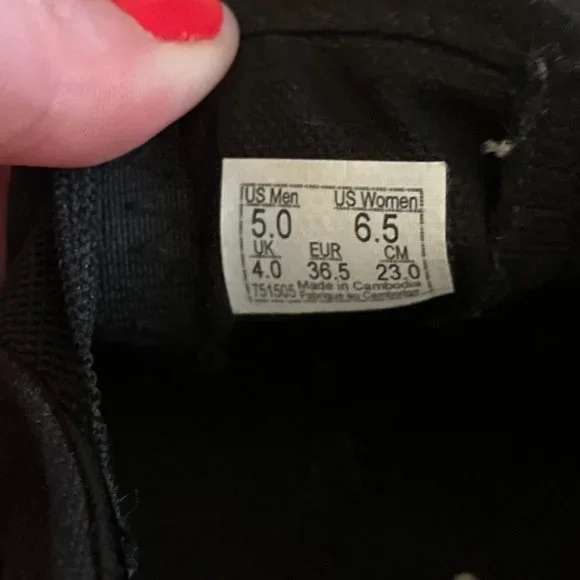 US Men US Women
5.0 6.5
UK EUR CM
4.0 36.5 23.0
751505 Made in Cambodia
Fabriqué au Cambodge